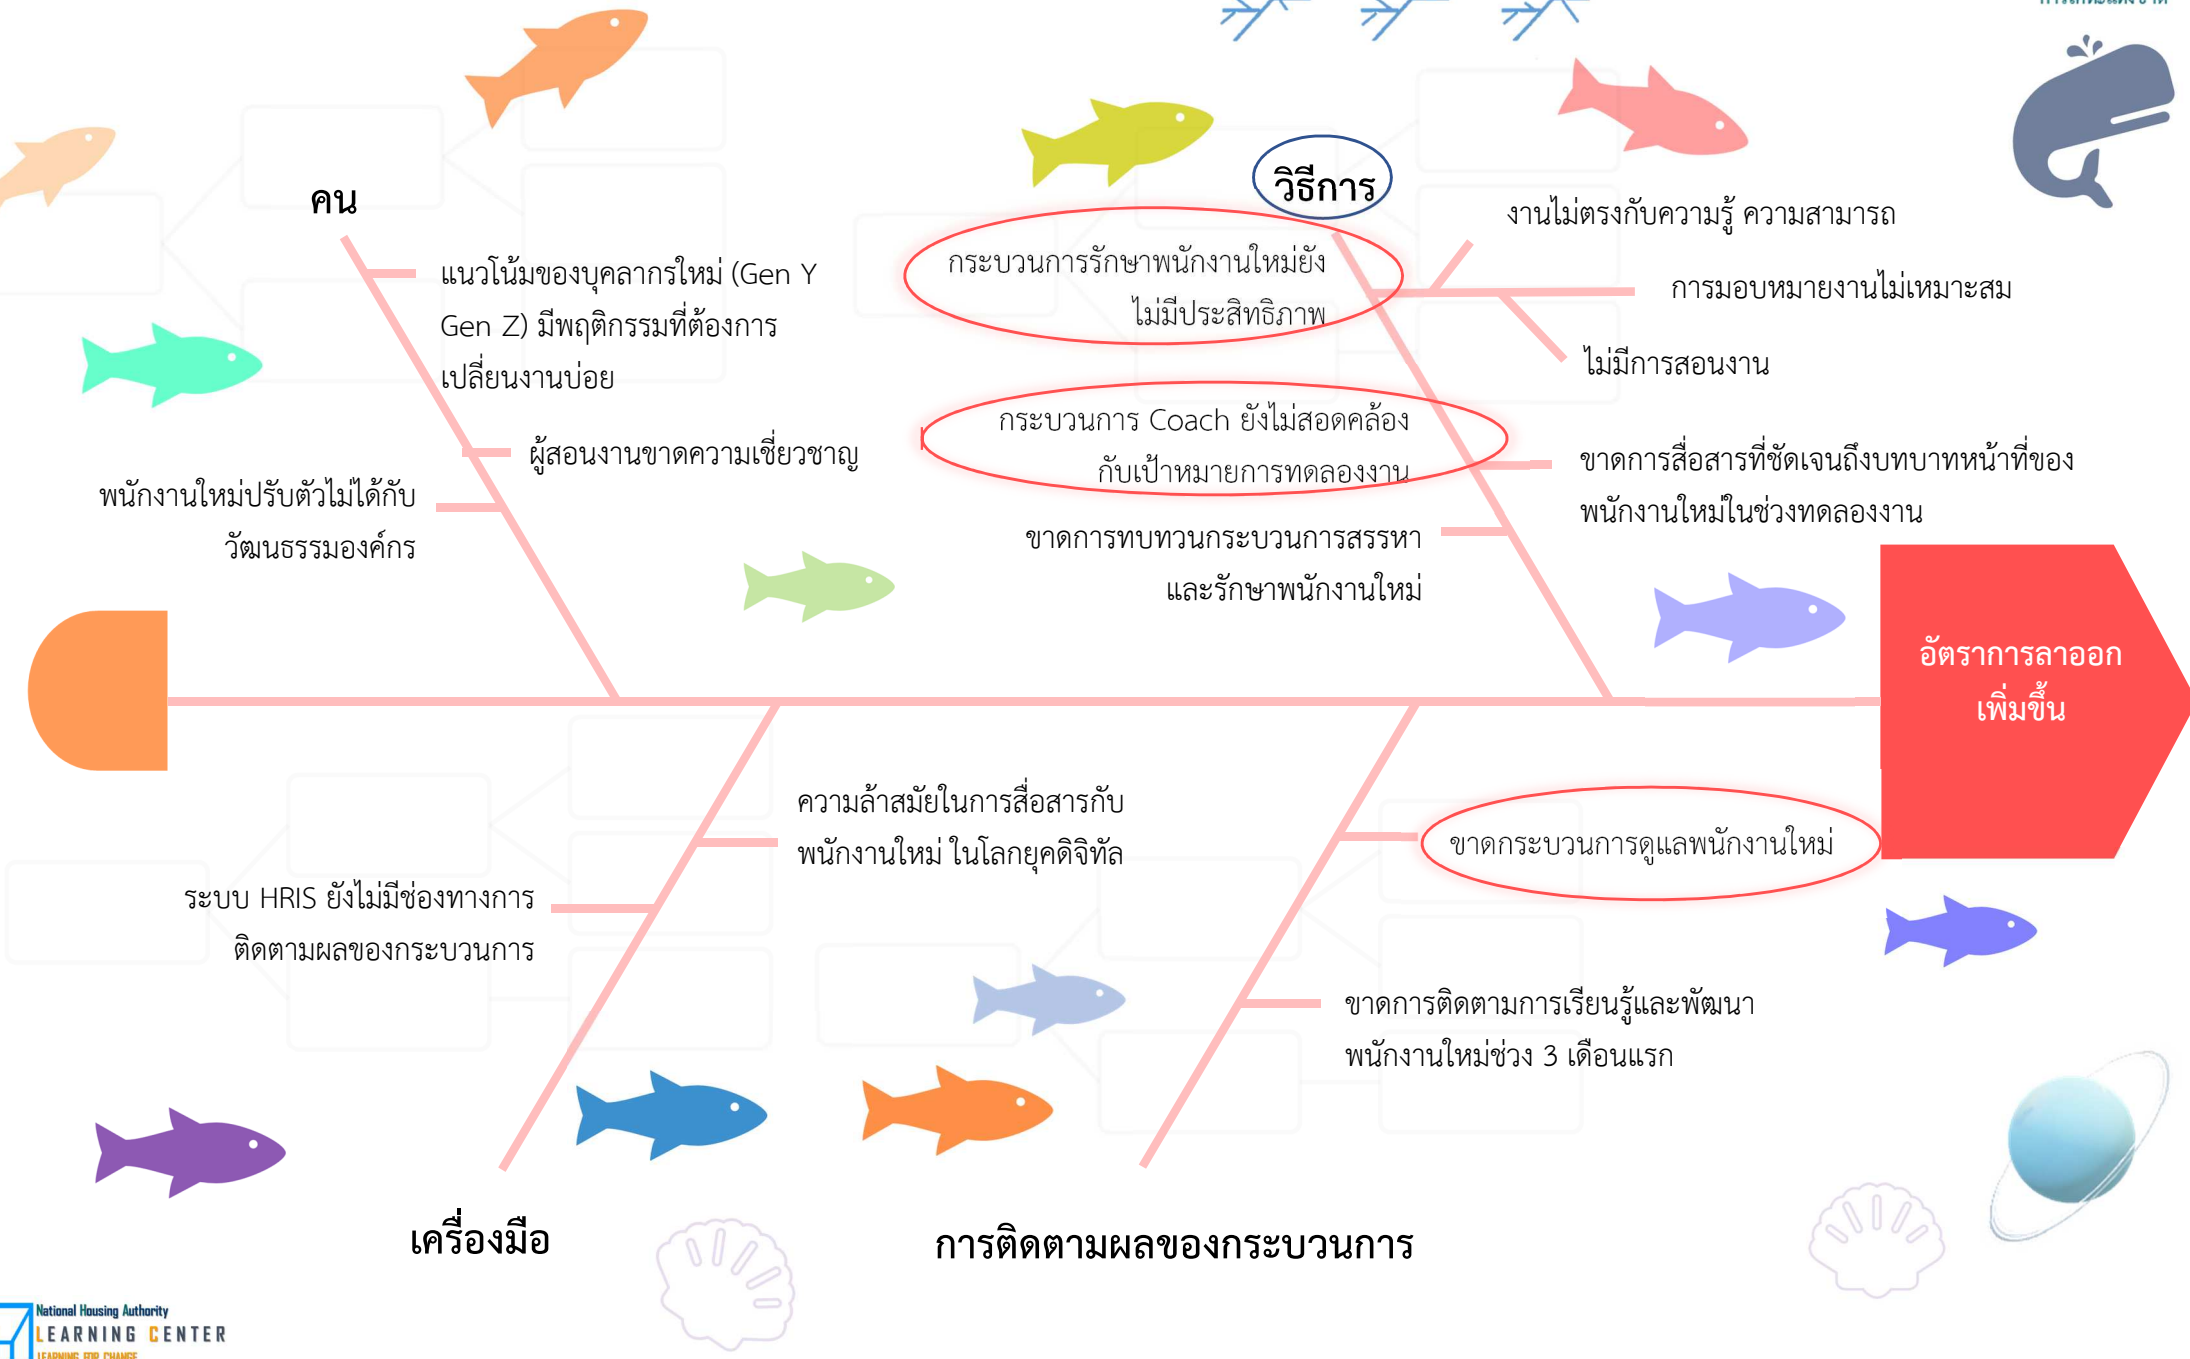 คน
แนวโน้มของบุคลากรใหม่ (Gen Y
Gen Z) มีพฤติกรรมที่ต้องการ
เปลี่ยนงานบ่อย
ผู้สอนงานขาดความเชี่ยวชาญ
พนักงานใหม่ปรับตัวไม่ได้กับ
วัฒนธรรมองค์กร
วิธีการ
กระบวนการรักษาพนักงานใหม่ยัง
ไม่มีประสิทธิภาพ
งานไม่ตรงกับความรู้ ความสามารถ
การมอบหมายงานไม่เหมาะสม
ไม่มีการสอนงาน
กระบวนการ Coach ยังไม่สอดคล้อง
กับเป้าหมายการทดลองงาน
ขาดการสื่อสารที่ชัดเจนถึงบทบาทหน้าที่ของ
พนักงานใหม่ในช่วงทดลองงาน
ขาดการทบทวนกระบวนการสรรหา
และรักษาพนักงานใหม่
อัตราการลาออก
เพิ่มขึ้น
ความล้าสมัยในการสื่อสารกับ
พนักงานใหม่ ในโลกยุคดิจิทัล
ระบบ HRIS ยังไม่มีช่องทางการ
ติดตามผลของกระบวนการ
เครื่องมือ
ขาดกระบวนการดูแลพนักงานใหม่
ขาดการติดตามการเรียนรู้และพัฒนา
พนักงานใหม่ช่วง 3 เดือนแรก
การติดตามผลของกระบวนการ
National Housing Authority
LEARNING CENTER
LEARNING FOR CHANGE